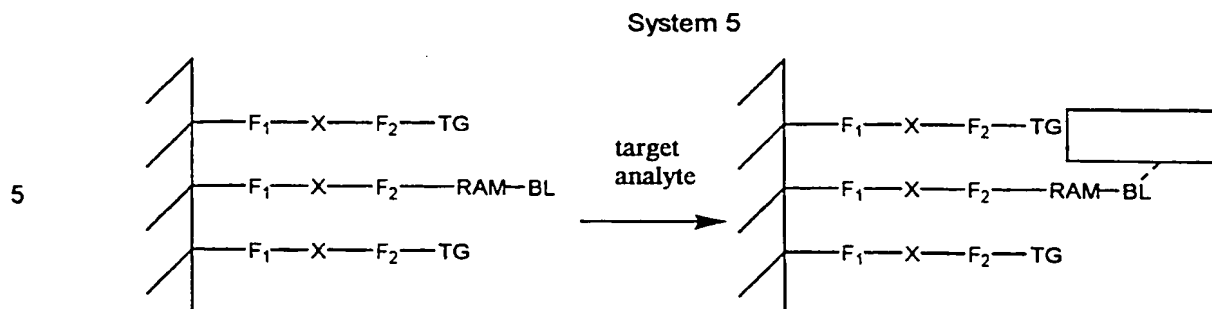 System 5
F₁—X—F₂—TG
F₁—X—F₂—RAM—BL
F₁—X—F₂—TG
5
target
analyte
F₁—X—F₂—TG
F₁—X—F₂—RAM—BL
F₁—X—F₂—TG